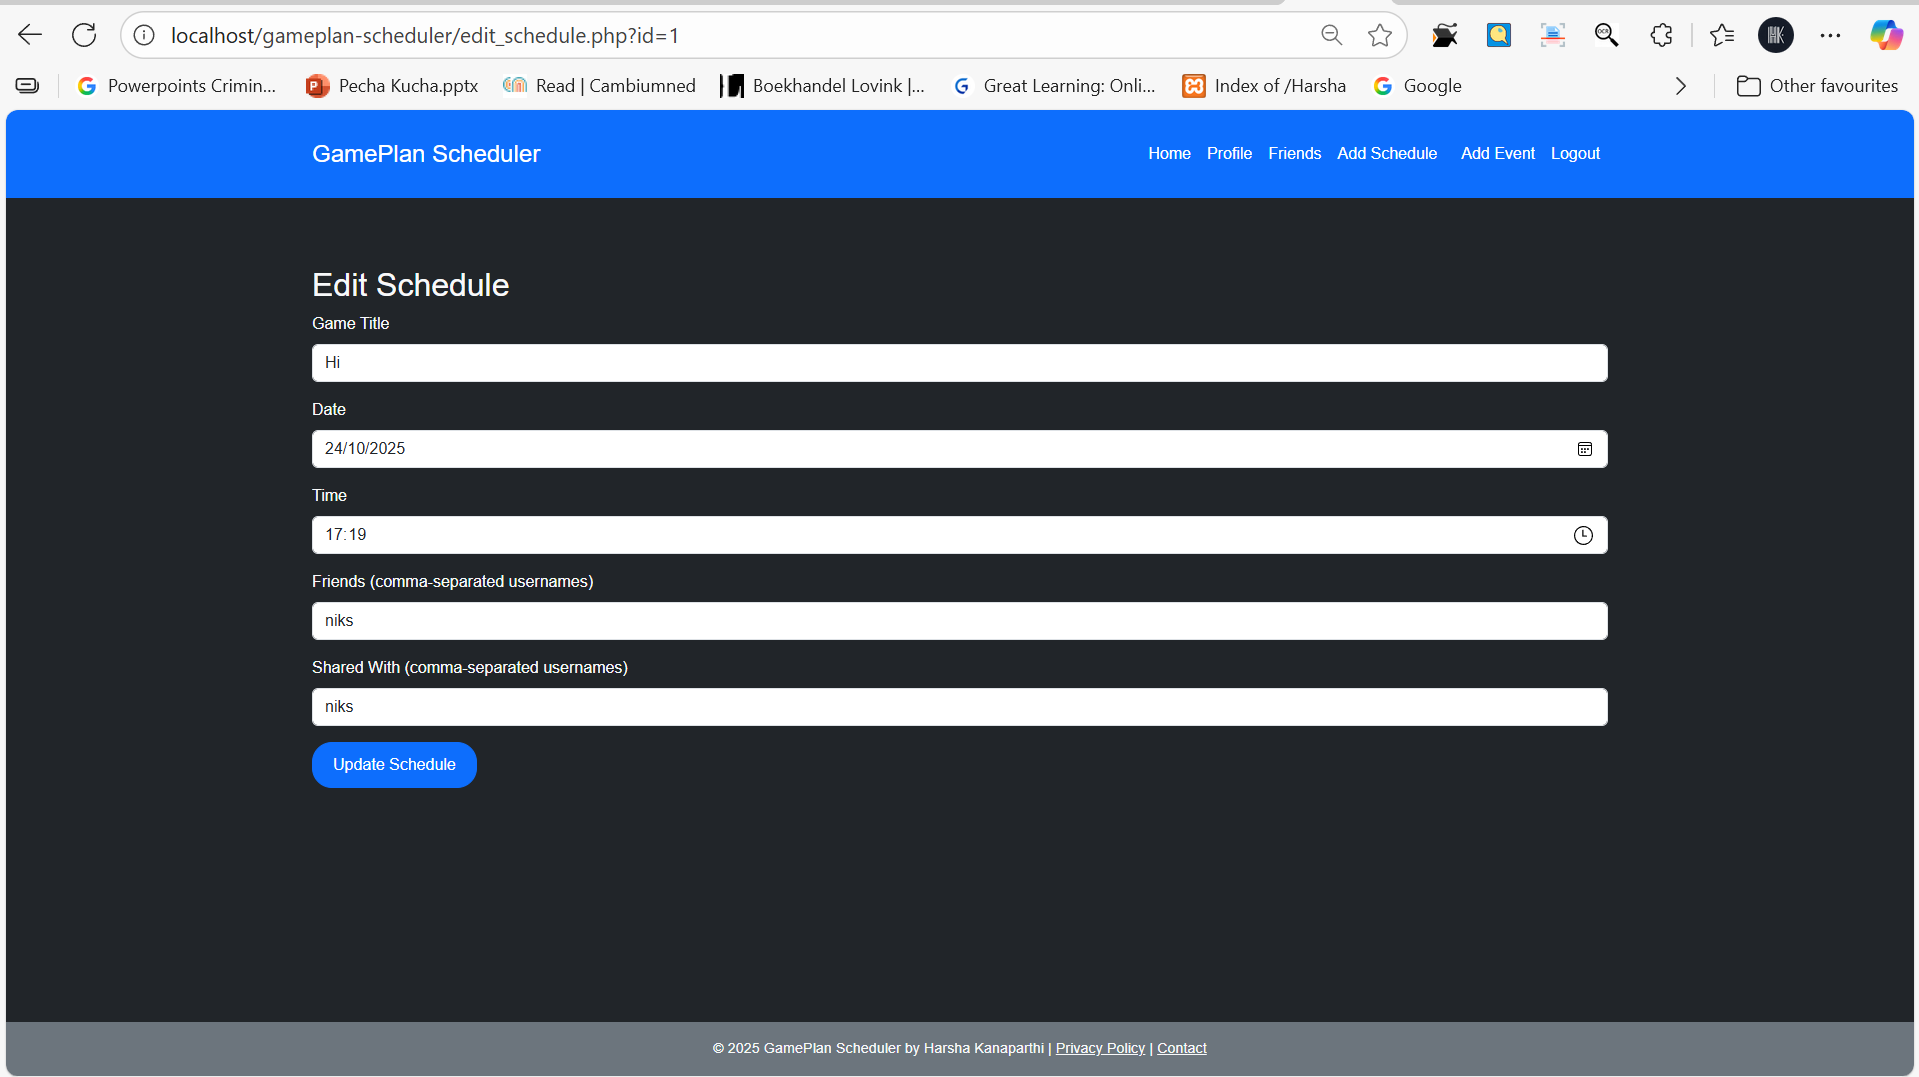 localhost/gameplan-scheduler/edit_schedule.php?id=1
Powerpoints Crimin... Pecha Kucha.pptx Read | Cambiumned Boekhandel Lovink |... Great Learning: Onli... Index of /Harsha Google Other favourites
GamePlan Scheduler Home Profile Friends Add Schedule Add Event Logout
Edit Schedule
Game Title
Hi
Date
24/10/2025
Time
17:19
Friends (comma-separated usernames)
niks
Shared With (comma-separated usernames)
niks
Update Schedule
© 2025 GamePlan Scheduler by Harsha Kanaparthi | Privacy Policy | Contact